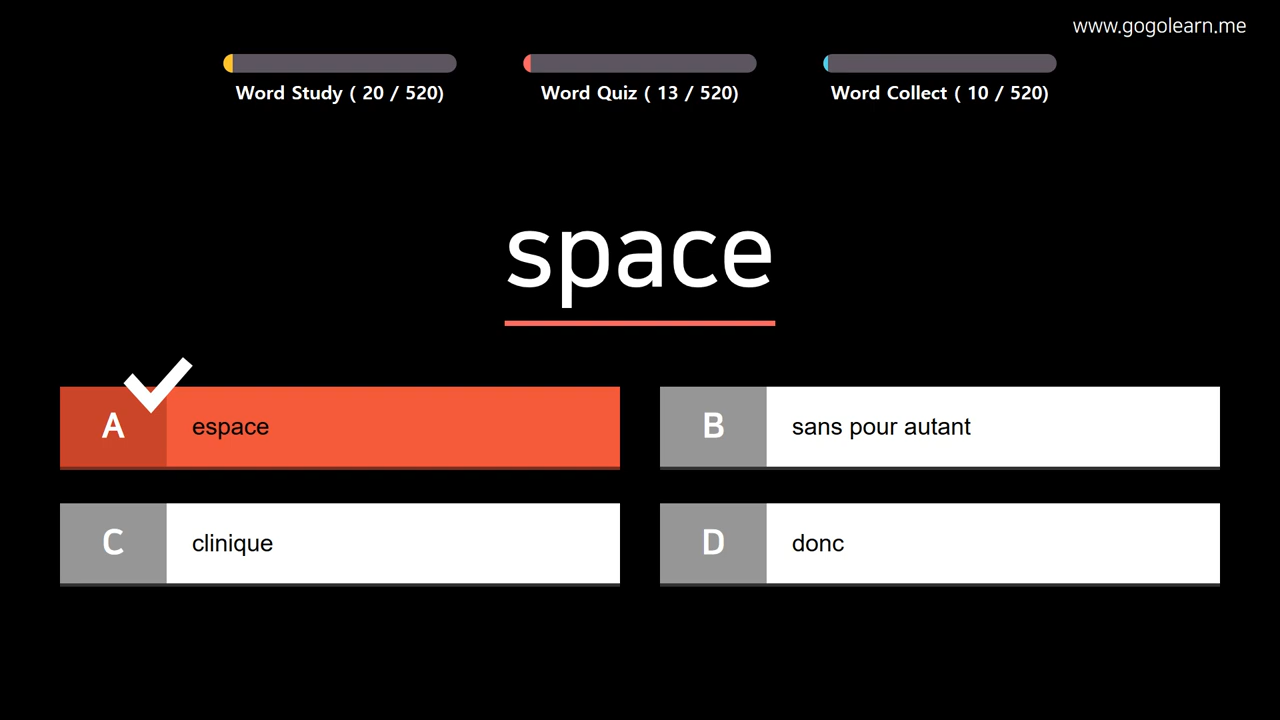 www.gogolearn.me
Word Study ( 20 / 520)
Word Quiz ( 13 / 520)
Word Collect ( 10 / 520)
space
A espace
B sans pour autant
C clinique
D donc